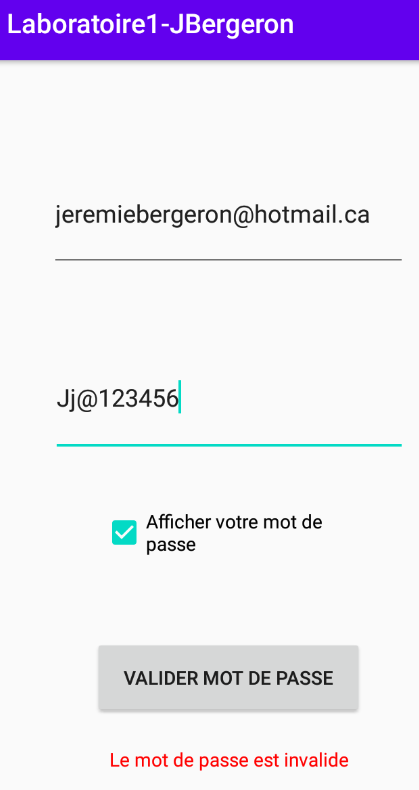 Laboratoire1-JBergeron
jeremiebergeron@hotmail.ca
Jj@123456
Afficher votre mot de
passe
VALIDER MOT DE PASSE
Le mot de passe est invalide